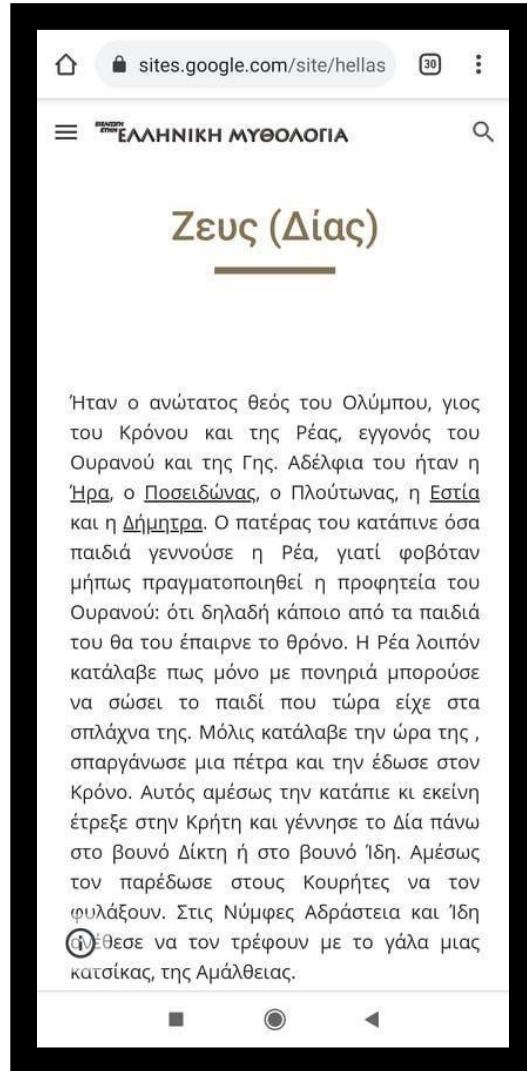 sites.google.com/site/hellas 30
ΕΙΣΑΓΩΓΗ
ΣΤΗΝ
ΕΛΛΗΝΙΚΗ ΜΥΘΟΛΟΓΙΑ
Ζευς (Δίας)
Ήταν ο ανώτατος θεός του Ολύμπου, γιος
του Κρόνου και της Ρέας, εγγονός του
Ουρανού και της Γης. Αδέλφια του ήταν η
Ήρα, ο Ποσειδώνας, ο Πλούτωνας, η Εστία
και η Δήμητρα. Ο πατέρας του κατάπινε όσα
παιδιά γεννούσε η Ρέα, γιατί φοβόταν
μήπως πραγματοποιηθεί η προφητεία του
Ουρανού: ότι δηλαδή κάποιο από τα παιδιά
του θα του έπαιρνε το θρόνο. Η Ρέα λοιπόν
κατάλαβε πως μόνο με πονηριά μπορούσε
να σώσει το παιδί που τώρα είχε στα
σπλάχνα της. Μόλις κατάλαβε την ώρα της ,
σπαργάνωσε μια πέτρα και την έδωσε στον
Κρόνο. Αυτός αμέσως την κατάπιε κι εκείνη
έτρεξε στην Κρήτη και γέννησε το Δία πάνω
στο βουνό Δίκτη ή στο βουνό Ίδη. Αμέσως
τον παρέδωσε στους Κουρήτες να τον
φυλάξουν. Στις Νύμφες Αδράστεια και Ίδη
ανέθεσε να τον τρέφουν με το γάλα μιας
κατσίκας, της Αμάλθειας.